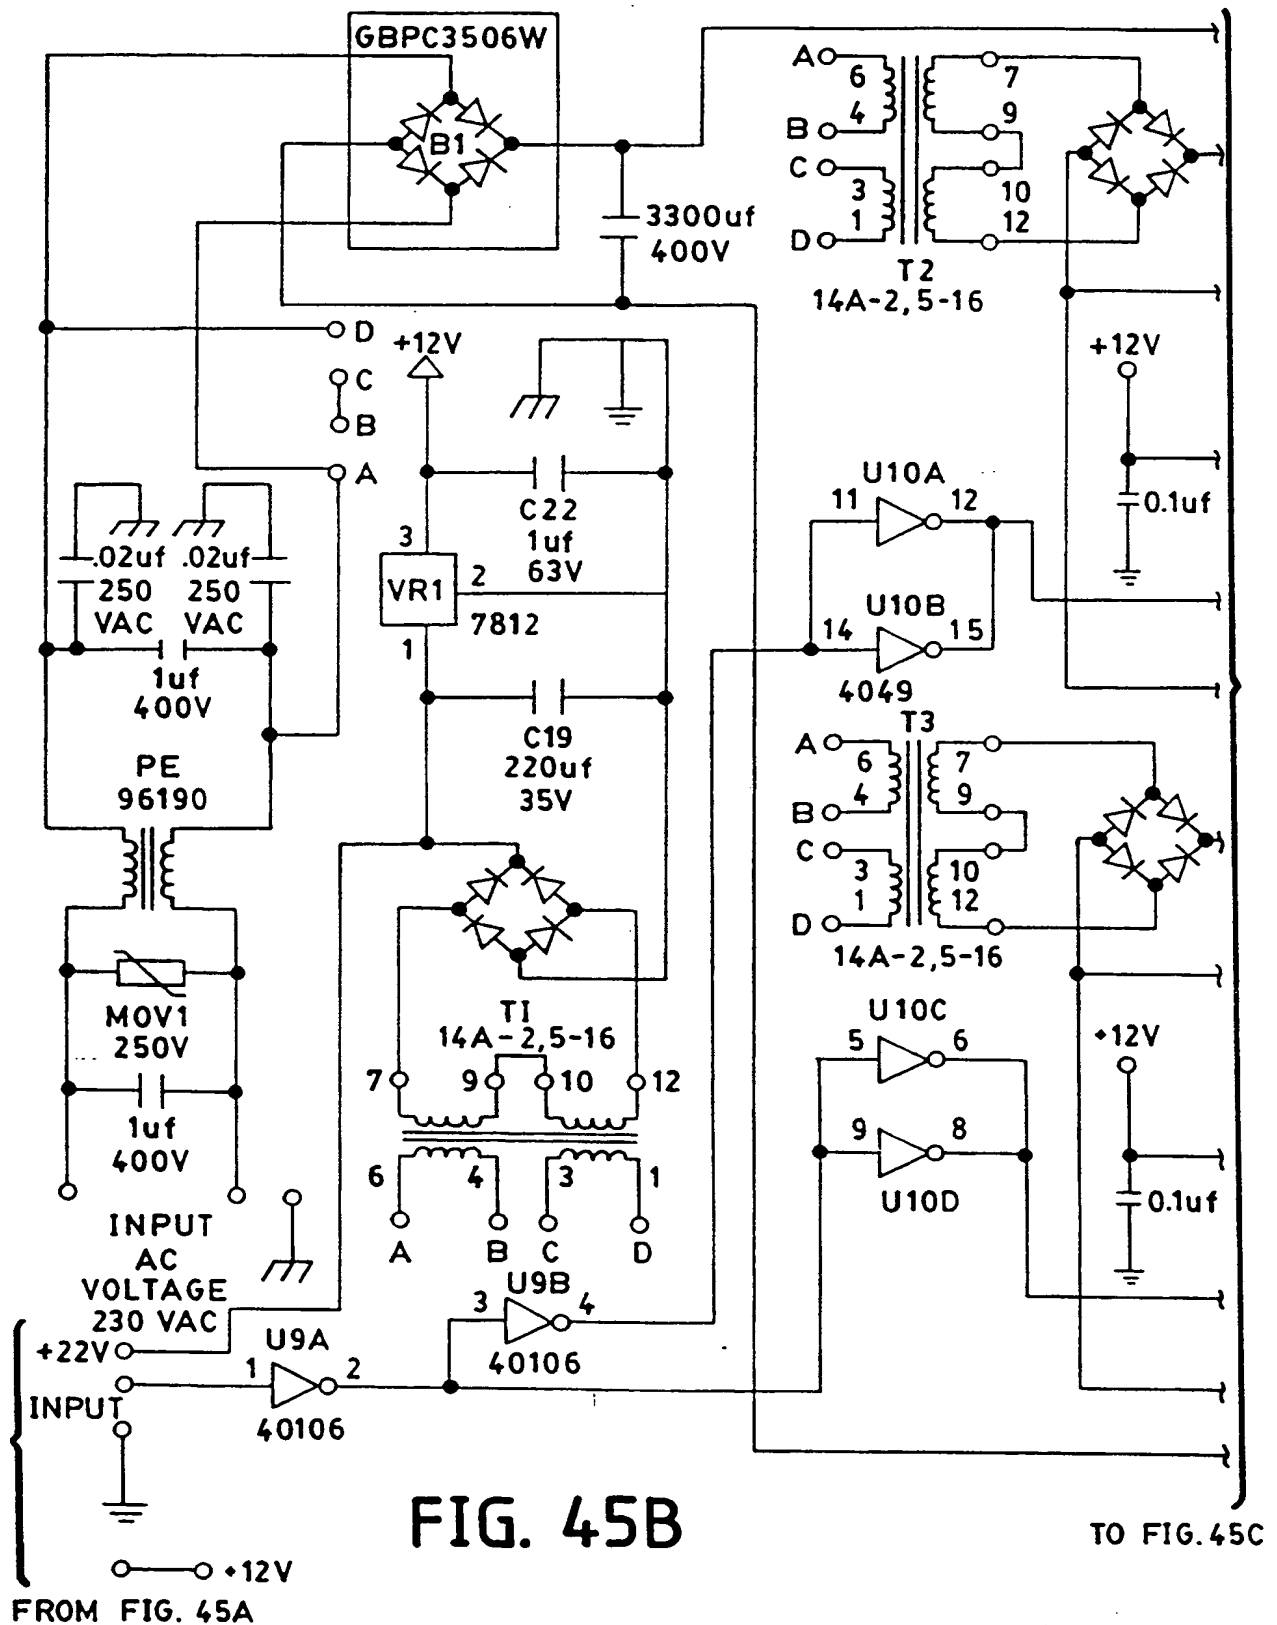 GBPC3506W
B1
3300uf
400V
A
6
4
B
C
3
1
D
7
9
10
12
T2
14A-2,5-16
D
C
B
A
+12V
+12V
0.1uf
C22
1uf
63V
3
VR1
2
7812
1
.02uf
250
VAC
.02uf
250
VAC
1uf
400V
U10A
11
12
U10B
14
15
4049
C19
220uf
35V
PE
96190
T3
A
6
4
B
C
3
1
D
7
9
10
12
14A-2,5-16
MOV1
250V
1uf
400V
T1
14A-2,5-16
7
9
10
12
6
4
3
1
A
B
C
D
U10C
5
6
9
8
U10D
+12V
0.1uf
INPUT
AC
VOLTAGE
230 VAC
U9B
3
4
40106
+22V
U9A
1
2
INPUT
40106
+12V
FROM FIG. 45A
FIG. 45B
TO FIG.45C